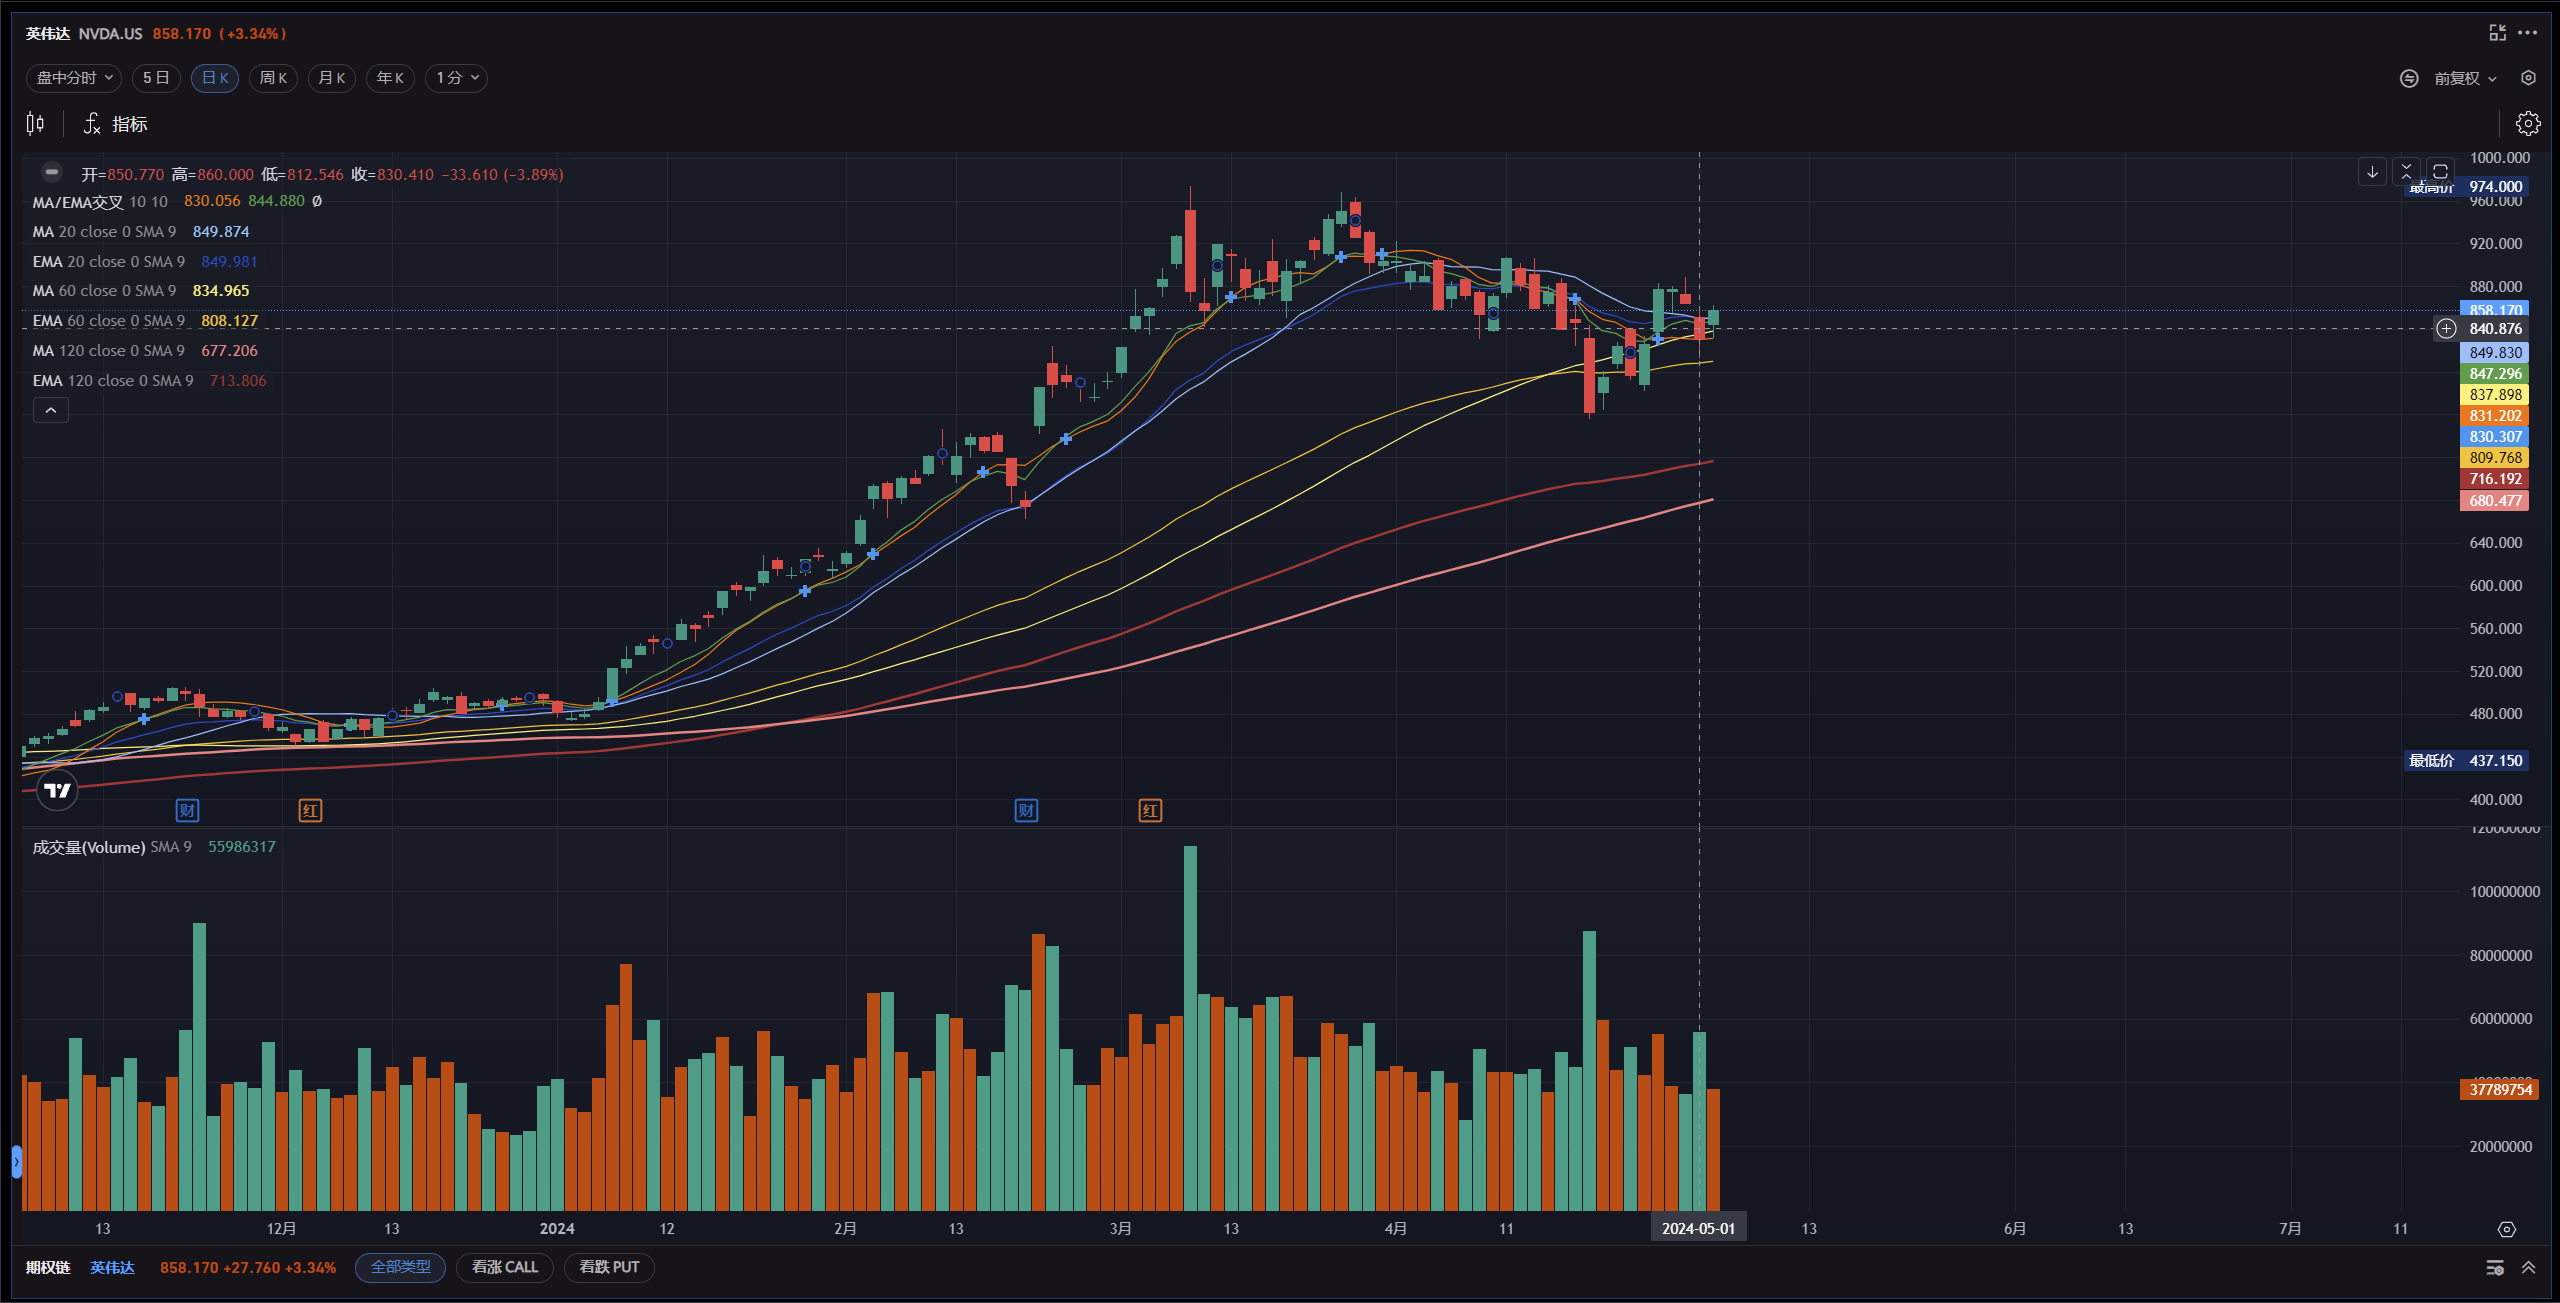 英伟达 NVDA.US 858.170 (+3.34%)
盘中分时 5日 日K 周K 月K 年K 1分
前复权
指标
开=850.770 高=860.000 低=812.546 收=830.410 −33.610 (−3.89%)
MA/EMA交叉 10 10 830.056 844.880 Ø
MA 20 close 0 SMA 9 849.874
EMA 20 close 0 SMA 9 849.981
MA 60 close 0 SMA 9 834.965
EMA 60 close 0 SMA 9 808.127
MA 120 close 0 SMA 9 677.206
EMA 120 close 0 SMA 9 713.806
1000.000
最高价 974.000
960.000
920.000
880.000
858.170
840.876
849.830
847.296
837.898
831.202
830.307
809.768
716.192
680.477
640.000
600.000
560.000
520.000
480.000
最低价 437.150
400.000
财 红 财 红
成交量(Volume) SMA 9 55986317
120000000
100000000
80000000
60000000
37789754
20000000
13 12月 13 2024 12 2月 13 3月 13 4月 11 2024-05-01 13 6月 13 7月 11
期权链 英伟达 858.170 +27.760 +3.34% 全部类型 看涨 CALL 看跌 PUT